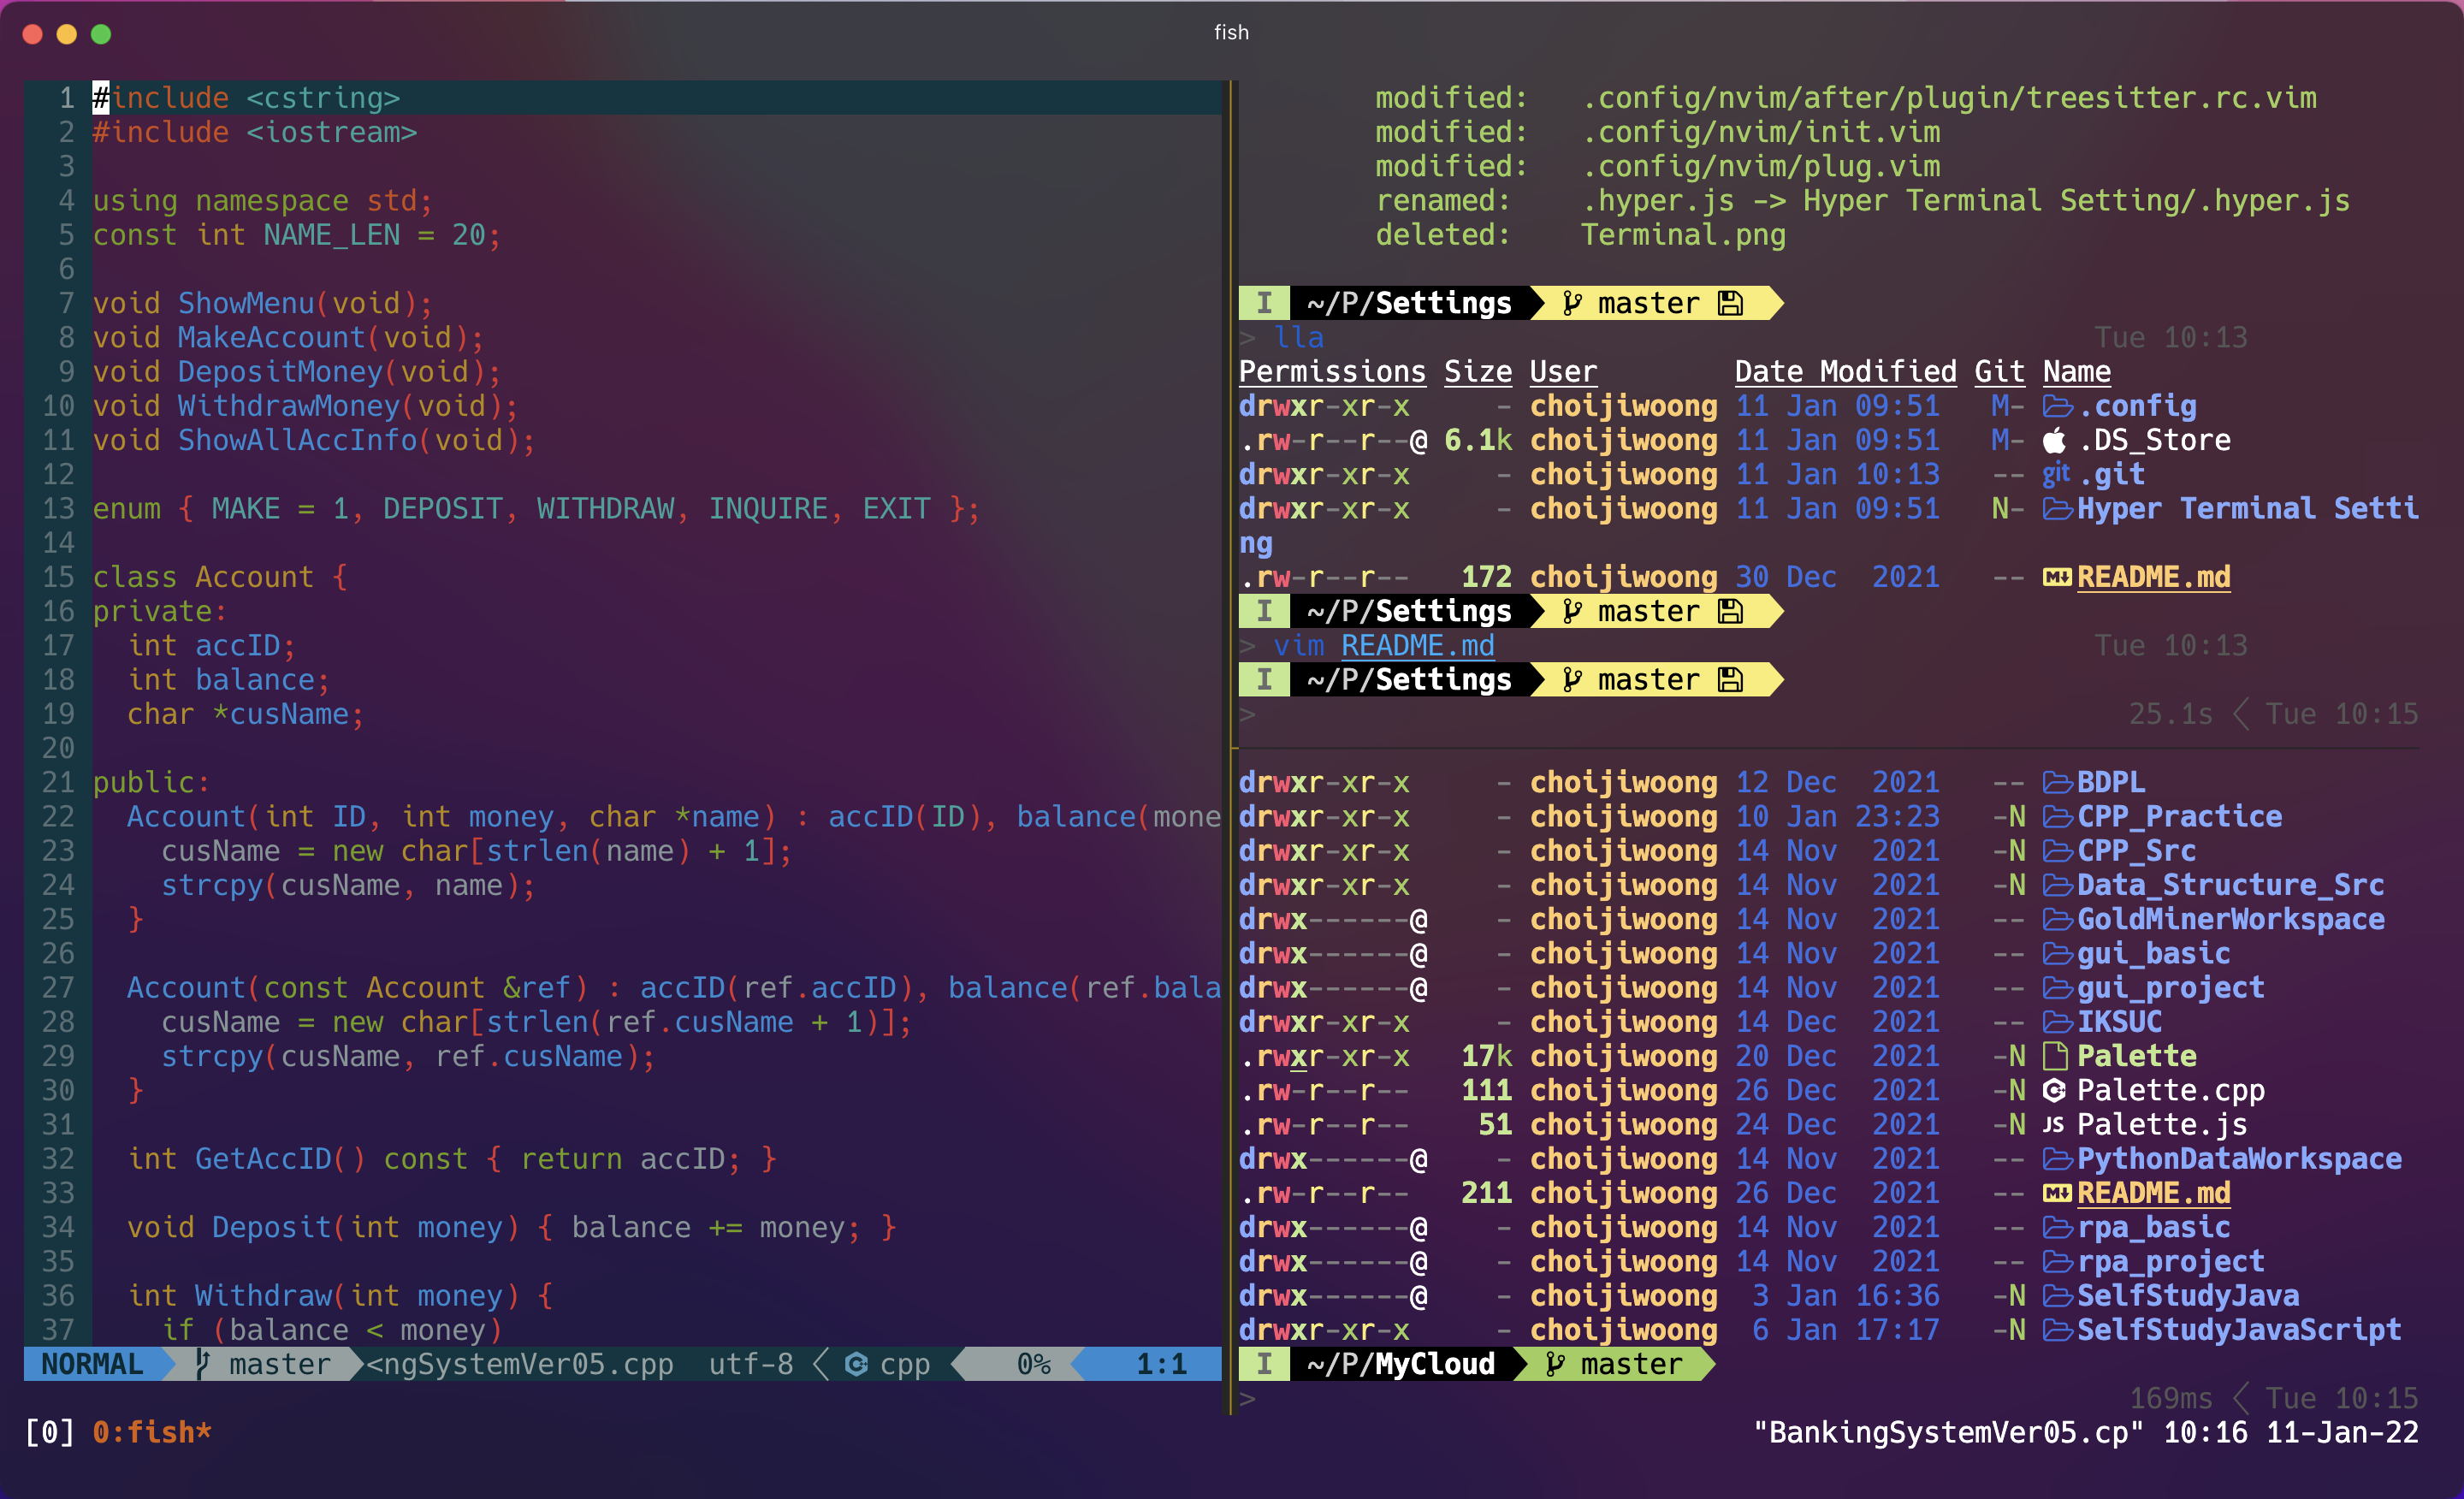 fish
1 #include <cstring>
2 #include <iostream>
3
4 using namespace std;
5 const int NAME_LEN = 20;
6
7 void ShowMenu(void);
8 void MakeAccount(void);
9 void DepositMoney(void);
10 void WithdrawMoney(void);
11 void ShowAllAccInfo(void);
12
13 enum { MAKE = 1, DEPOSIT, WITHDRAW, INQUIRE, EXIT };
14
15 class Account {
16 private:
17   int accID;
18   int balance;
19   char *cusName;
20
21 public:
22   Account(int ID, int money, char *name) : accID(ID), balance(mone
23     cusName = new char[strlen(name) + 1];
24     strcpy(cusName, name);
25   }
26
27   Account(const Account &ref) : accID(ref.accID), balance(ref.bala
28     cusName = new char[strlen(ref.cusName + 1)];
29     strcpy(cusName, ref.cusName);
30   }
31
32   int GetAccID() const { return accID; }
33
34   void Deposit(int money) { balance += money; }
35
36   int Withdraw(int money) {
37     if (balance < money)
NORMAL master <ngSystemVer05.cpp utf-8 cpp 0% 1:1
modified:   .config/nvim/after/plugin/treesitter.rc.vim
modified:   .config/nvim/init.vim
modified:   .config/nvim/plug.vim
renamed:    .hyper.js -> Hyper Terminal Setting/.hyper.js
deleted:    Terminal.png
I ~/P/Settings master
> lla Tue 10:13
Permissions Size User Date Modified Git Name
drwxr-xr-x - choijiwoong 11 Jan 09:51 M- .config
.rw-r--r--@ 6.1k choijiwoong 11 Jan 09:51 M- .DS_Store
drwxr-xr-x - choijiwoong 11 Jan 10:13 -- git .git
drwxr-xr-x - choijiwoong 11 Jan 09:51 N- Hyper Terminal Setti
ng
.rw-r--r-- 172 choijiwoong 30 Dec 2021 -- README.md
I ~/P/Settings master
> vim README.md Tue 10:13
I ~/P/Settings master
> 25.1s Tue 10:15
drwxr-xr-x - choijiwoong 12 Dec 2021 -- BDPL
drwxr-xr-x - choijiwoong 10 Jan 23:23 -N CPP_Practice
drwxr-xr-x - choijiwoong 14 Nov 2021 -N CPP_Src
drwxr-xr-x - choijiwoong 14 Nov 2021 -N Data_Structure_Src
drwx------@ - choijiwoong 14 Nov 2021 -- GoldMinerWorkspace
drwx------@ - choijiwoong 14 Nov 2021 -- gui_basic
drwx------@ - choijiwoong 14 Nov 2021 -- gui_project
drwxr-xr-x - choijiwoong 14 Dec 2021 -- IKSUC
.rwxr-xr-x 17k choijiwoong 20 Dec 2021 -N Palette
.rw-r--r-- 111 choijiwoong 26 Dec 2021 -N Palette.cpp
.rw-r--r-- 51 choijiwoong 24 Dec 2021 -N JS Palette.js
drwx------@ - choijiwoong 14 Nov 2021 -- PythonDataWorkspace
.rw-r--r-- 211 choijiwoong 26 Dec 2021 -- README.md
drwx------@ - choijiwoong 14 Nov 2021 -- rpa_basic
drwx------@ - choijiwoong 14 Nov 2021 -- rpa_project
drwx------@ - choijiwoong 3 Jan 16:36 -N SelfStudyJava
drwxr-xr-x - choijiwoong 6 Jan 17:17 -N SelfStudyJavaScript
I ~/P/MyCloud master
> 169ms Tue 10:15
[0] 0:fish* "BankingSystemVer05.cp" 10:16 11-Jan-22